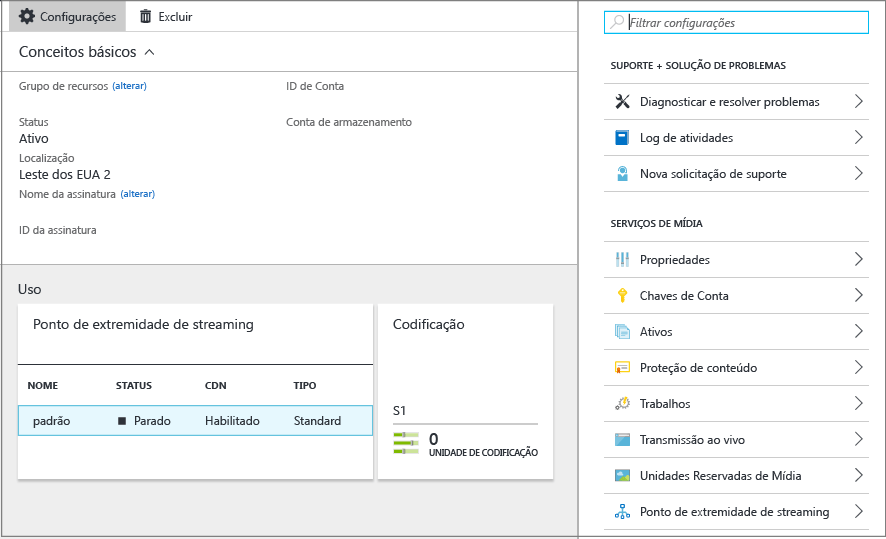 Configurações
Excluir
Conceitos básicos
Grupo de recursos (alterar)
ID de Conta
Status
Ativo
Conta de armazenamento
Localização
Leste dos EUA 2
Nome da assinatura (alterar)
ID da assinatura
Uso
Ponto de extremidade de streaming
NOME STATUS CDN TIPO
padrão Parado Habilitado Standard
Codificação
S1
0
UNIDADE DE CODIFICAÇÃO
Filtrar configurações
SUPORTE + SOLUÇÃO DE PROBLEMAS
Diagnosticar e resolver problemas
Log de atividades
Nova solicitação de suporte
SERVIÇOS DE MÍDIA
Propriedades
Chaves de Conta
Ativos
Proteção de conteúdo
Trabalhos
Transmissão ao vivo
Unidades Reservadas de Mídia
Ponto de extremidade de streaming